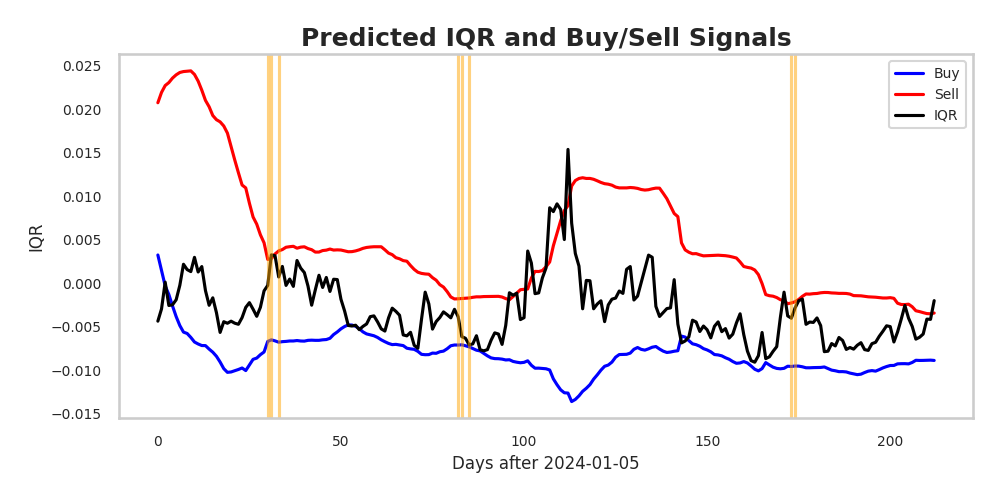 Predicted IQR and Buy/Sell Signals
0.025
0.020
0.015
0.010
0.005
0.000
−0.005
−0.010
−0.015
IQR
Buy
Sell
IQR
0
50
100
150
200
Days after 2024-01-05